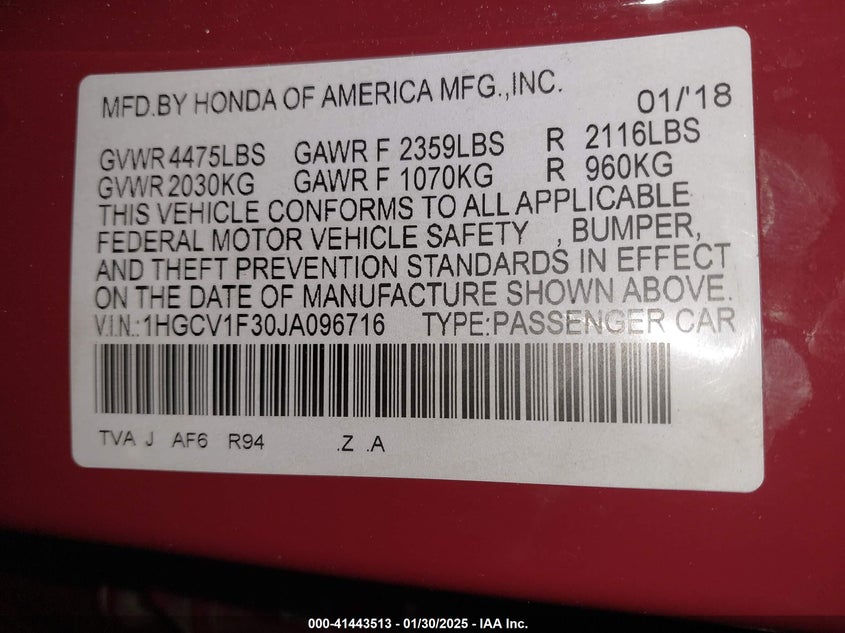 MFD.BY HONDA OF AMERICA MFG.,INC. 01/'18
GVWR 4475LBS GAWR F 2359LBS R 2116LBS
GVWR 2030KG GAWR F 1070KG R 960KG
THIS VEHICLE CONFORMS TO ALL APPLICABLE
FEDERAL MOTOR VEHICLE SAFETY , BUMPER,
AND THEFT PREVENTION STANDARDS IN EFFECT
ON THE DATE OF MANUFACTURE SHOWN ABOVE.
V.I.N.:1HGCV1F30JA096716 TYPE:PASSENGER CAR
TVA J AF6 R94 .Z .A
000-41443513 - 01/30/2025 - IAA Inc.